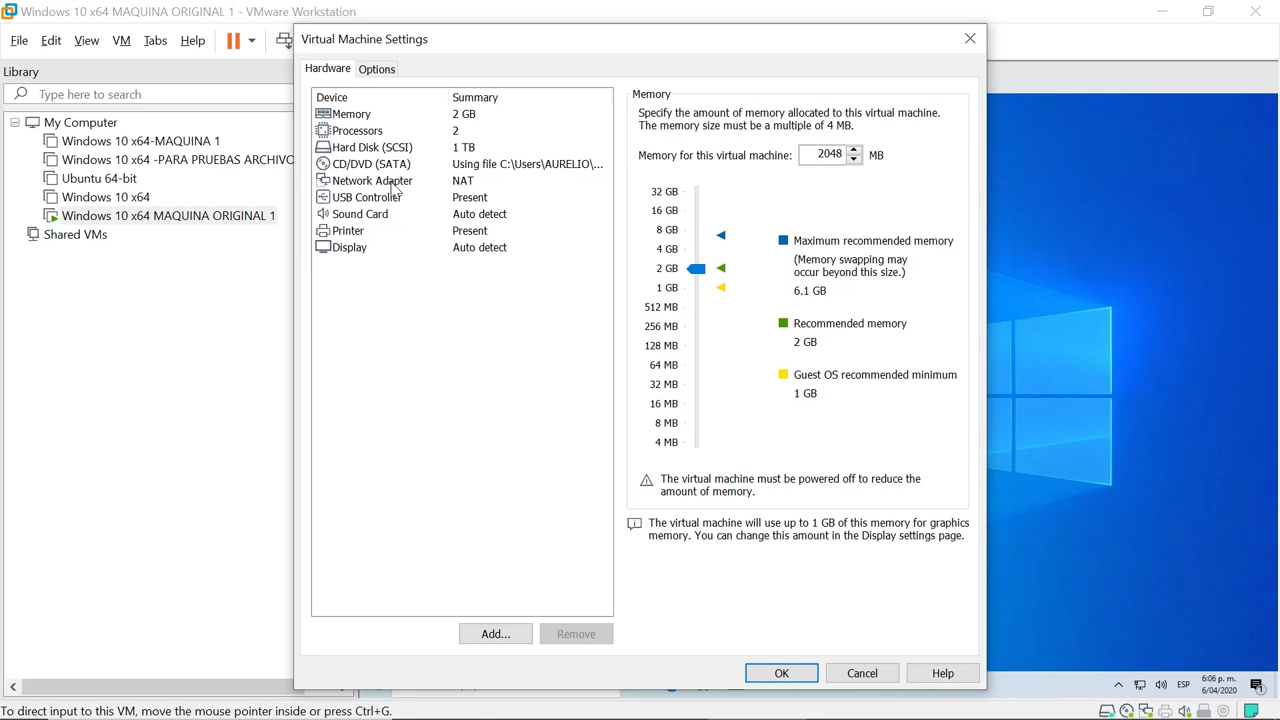 Windows 10 x64 MAQUINA ORIGINAL 1 - VMware Workstation
File Edit View VM Tabs Help
Library
Type here to search
My Computer
Windows 10 x64-MAQUINA 1
Windows 10 x64 -PARA PRUEBAS ARCHIVO
Ubuntu 64-bit
Windows 10 x64
Windows 10 x64 MAQUINA ORIGINAL 1
Shared VMs
Virtual Machine Settings
Hardware Options
Device Summary
Memory 2 GB
Processors 2
Hard Disk (SCSI) 1 TB
CD/DVD (SATA) Using file C:\Users\AURELIO\...
Network Adapter NAT
USB Controller Present
Sound Card Auto detect
Printer Present
Display Auto detect
Add... Remove
Memory
Specify the amount of memory allocated to this virtual machine.
The memory size must be a multiple of 4 MB.
Memory for this virtual machine: 2048 MB
32 GB
16 GB
8 GB
4 GB
2 GB
1 GB
512 MB
256 MB
128 MB
64 MB
32 MB
16 MB
8 MB
4 MB
Maximum recommended memory
(Memory swapping may
occur beyond this size.)
6.1 GB
Recommended memory
2 GB
Guest OS recommended minimum
1 GB
The virtual machine must be powered off to reduce the
amount of memory.
The virtual machine will use up to 1 GB of this memory for graphics
memory. You can change this amount in the Display settings page.
OK Cancel Help
ESP
6:06 p. m.
6/04/2020
To direct input to this VM, move the mouse pointer inside or press Ctrl+G.